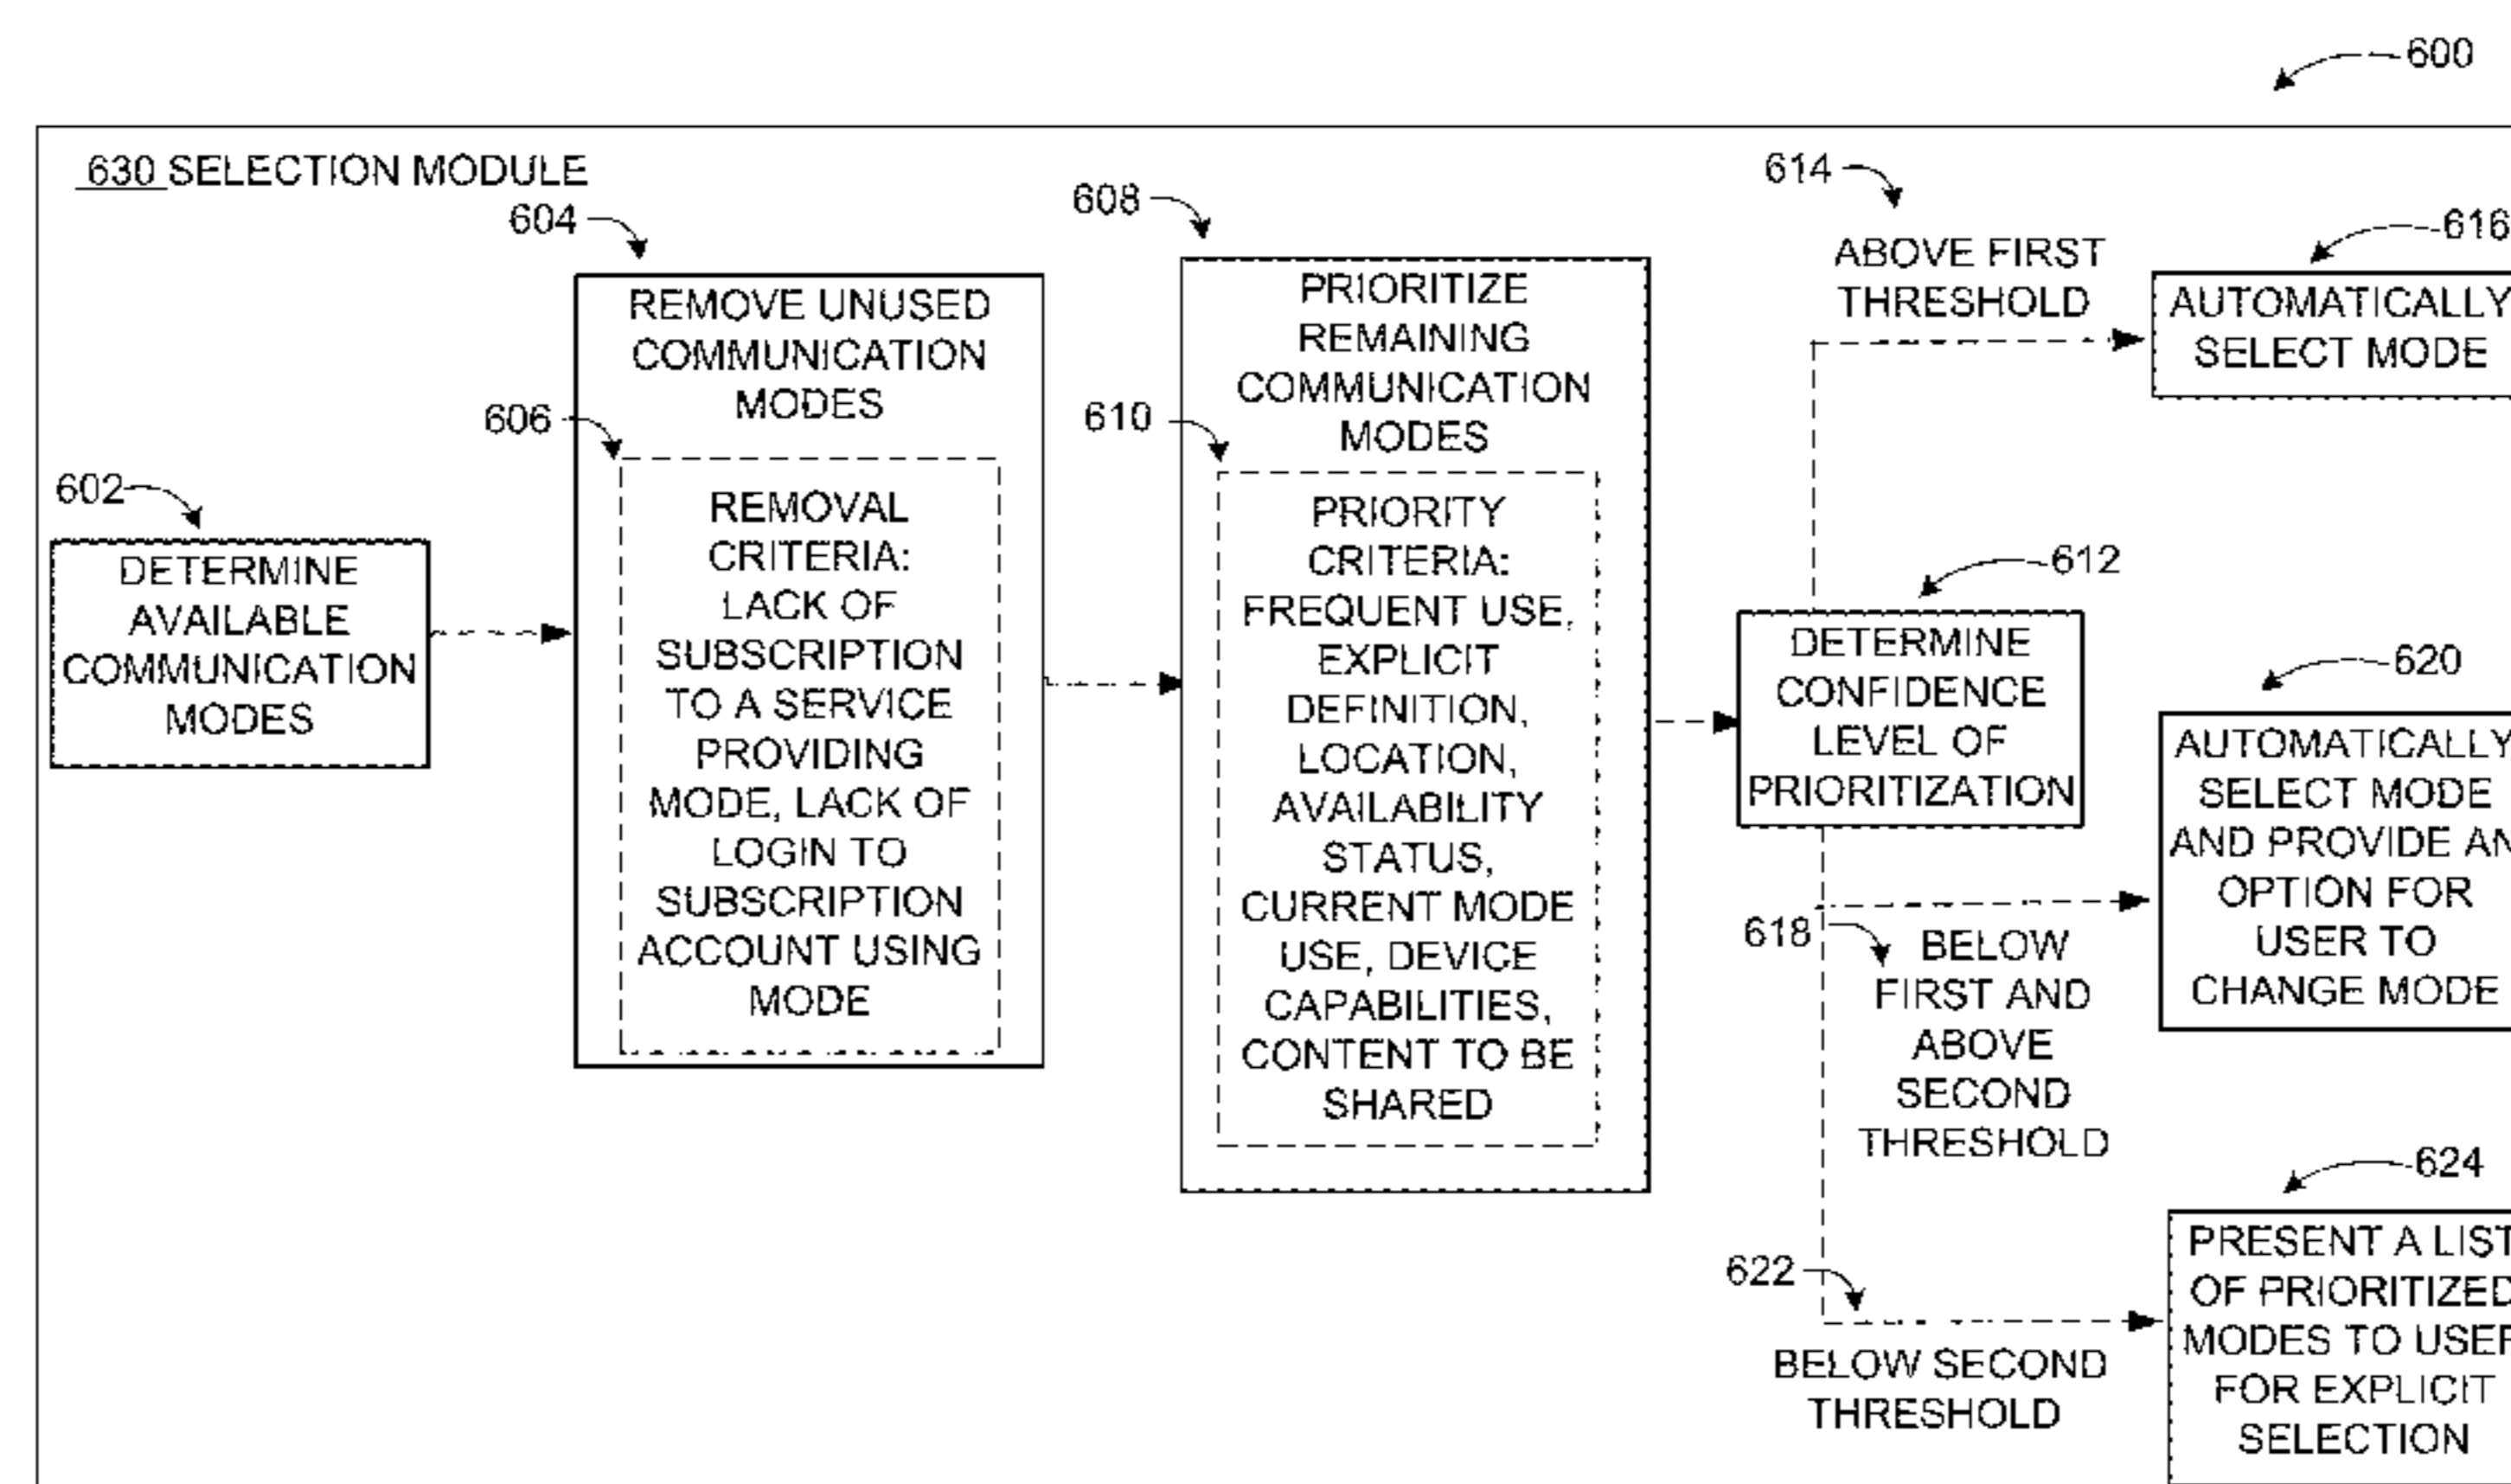 600
630 SELECTION MODULE
604
REMOVE UNUSED
COMMUNICATION
MODES
606
REMOVAL
CRITERIA:
LACK OF
SUBSCRIPTION
TO A SERVICE
PROVIDING
MODE, LACK OF
LOGIN TO
SUBSCRIPTION
ACCOUNT USING
MODE
602
DETERMINE
AVAILABLE
COMMUNICATION
MODES
608
PRIORITIZE
REMAINING
COMMUNICATION
MODES
610
PRIORITY
CRITERIA:
FREQUENT USE,
EXPLICIT
DEFINITION,
LOCATION,
AVAILABILITY
STATUS,
CURRENT MODE
USE, DEVICE
CAPABILITIES,
CONTENT TO BE
SHARED
612
DETERMINE
CONFIDENCE
LEVEL OF
PRIORITIZATION
614
ABOVE FIRST
THRESHOLD
616
AUTOMATICALLY
SELECT MODE
618
BELOW
FIRST AND
ABOVE
SECOND
THRESHOLD
620
AUTOMATICALLY
SELECT MODE
AND PROVIDE AN
OPTION FOR
USER TO
CHANGE MODE
622
BELOW SECOND
THRESHOLD
624
PRESENT A LIST
OF PRIORITIZED
MODES TO USER
FOR EXPLICIT
SELECTION